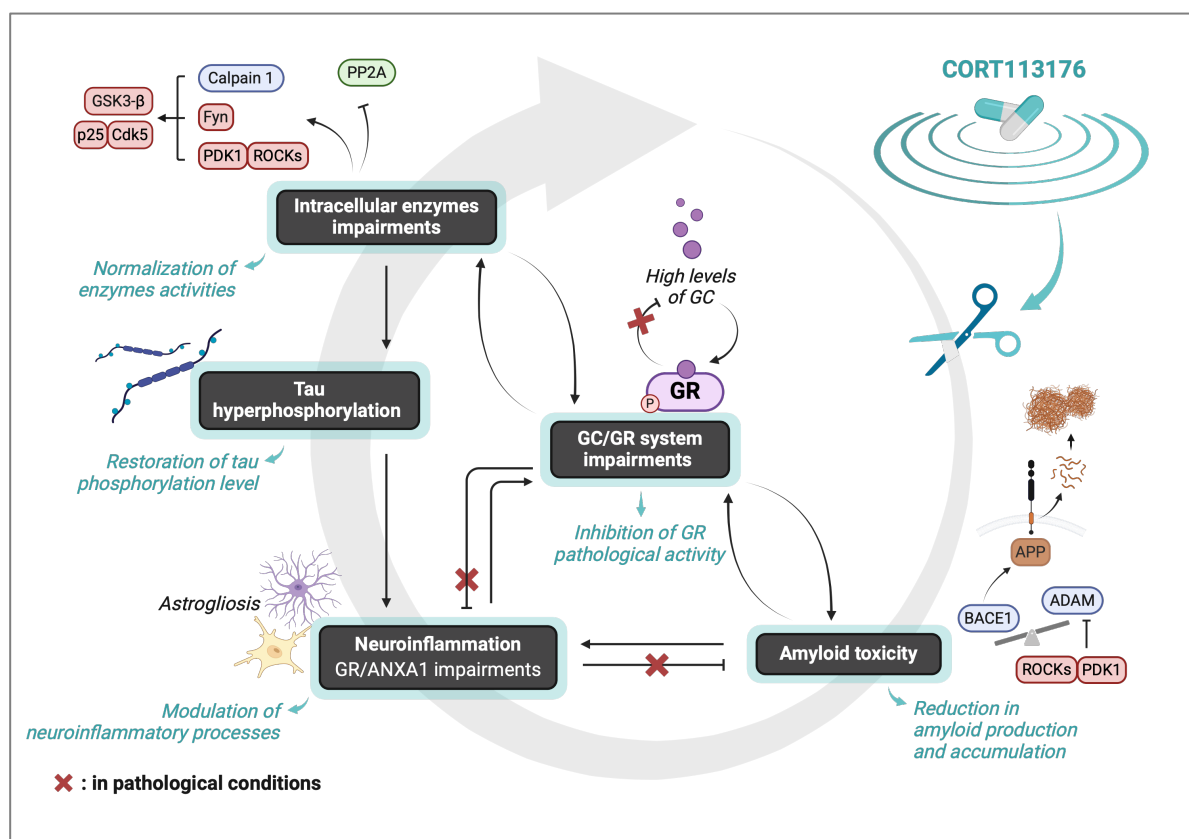 CORT113176
Calpain 1
PP2A
GSK3-β
Fyn
p25 Cdk5
PDK1 ROCKs
Intracellular enzymes
impairments
Normalization of
enzymes activities
High levels
of GC
GR
P
Tau
hyperphosphorylation
Restoration of tau
phosphorylation level
GC/GR system
impairments
Inhibition of GR
pathological activity
APP
BACE1
ADAM
ROCKs PDK1
Astrogliosis
Neuroinflammation
GR/ANXA1 impairments
Amyloid toxicity
Modulation of
neuroinflammatory processes
Reduction in
amyloid production
and accumulation
: in pathological conditions